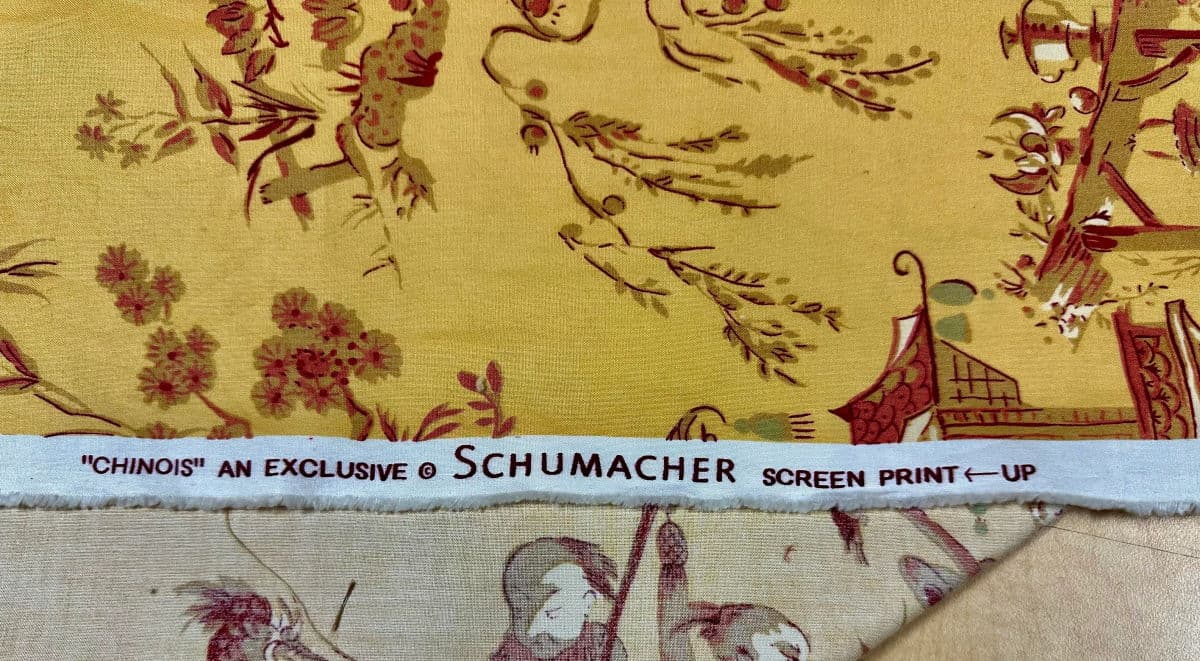 "CHINOIS" AN EXCLUSIVE © SCHUMACHER SCREEN PRINT ← UP